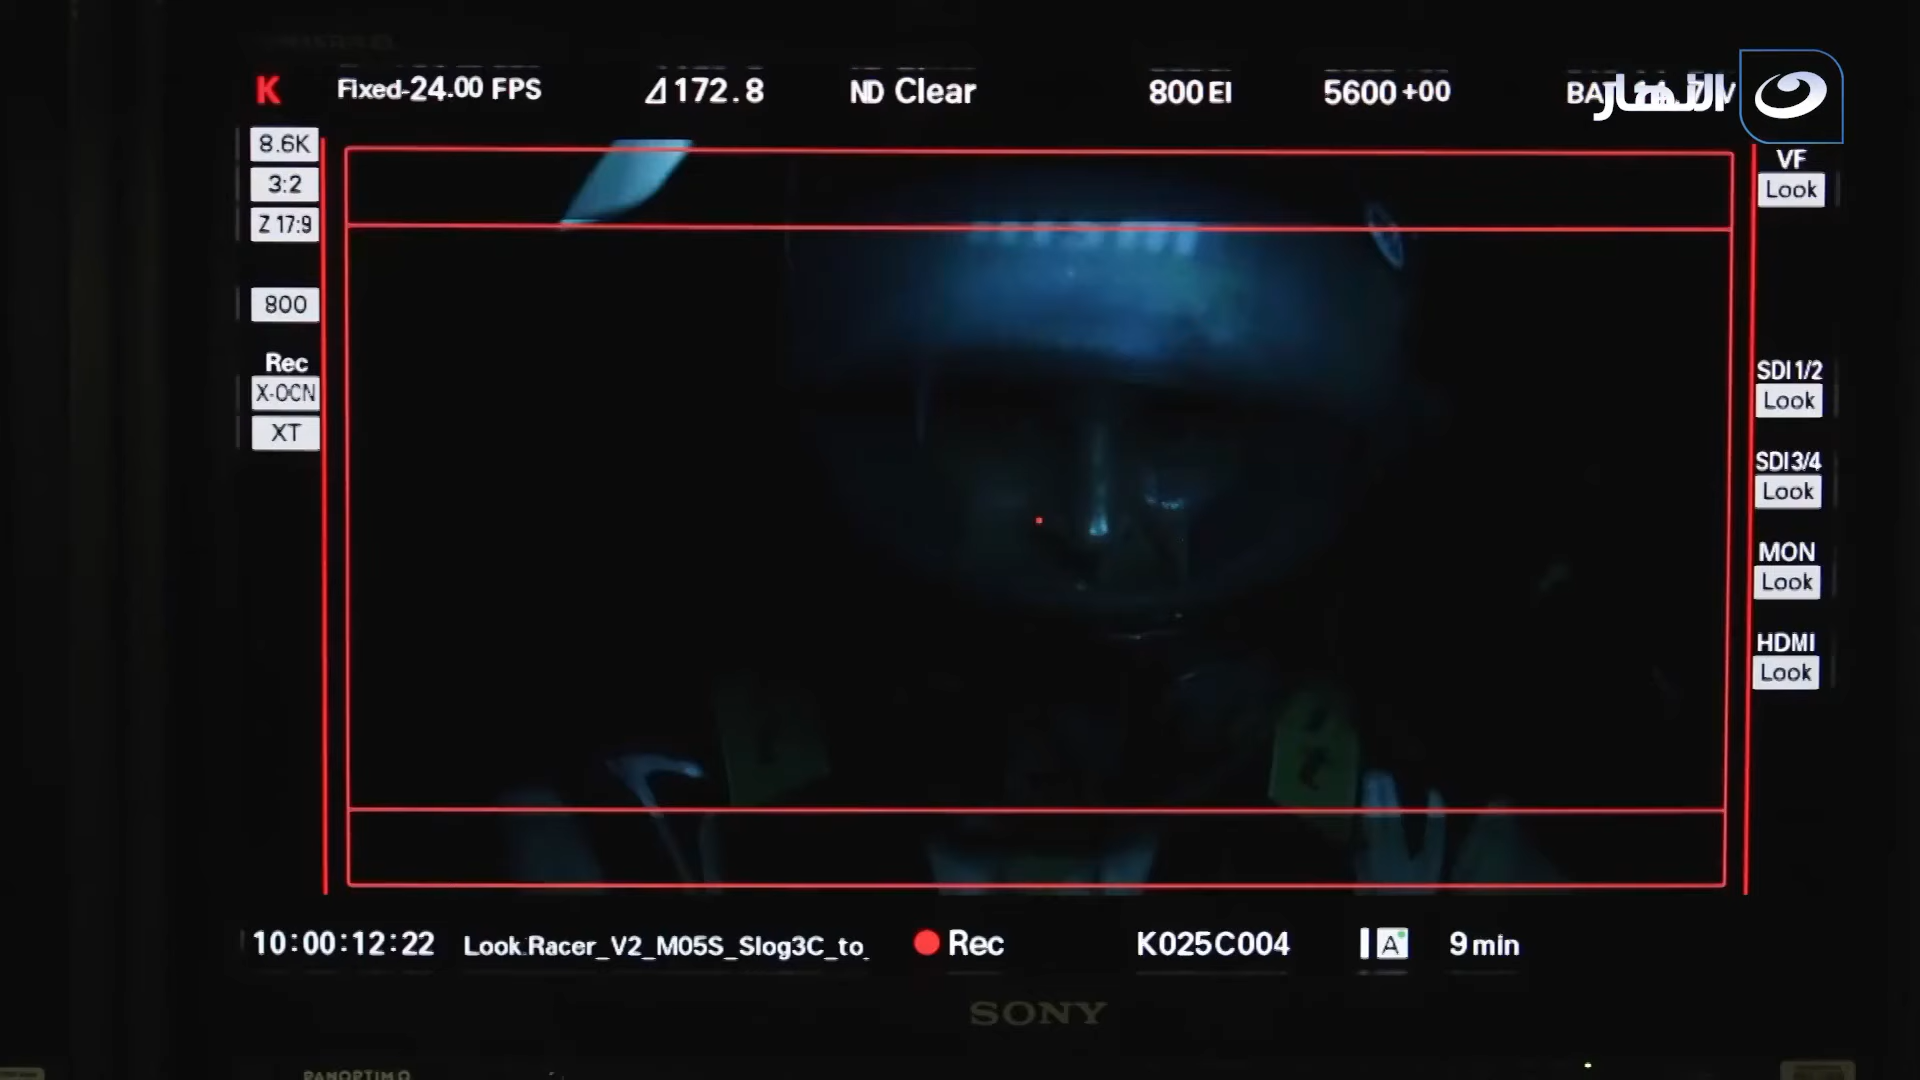 K Fixed-24.00 FPS ⊿172.8 ND Clear 800 EI 5600+00
النهار
8.6K
3:2
Z 17:9
800
Rec
X-OCN
XT
VF
Look
SDI 1/2
Look
SDI 3/4
Look
MON
Look
HDMI
Look
10:00:12:22 Look:Racer_V2_M05S_Slog3C_to_ Rec K025C004 A 9 min
SONY